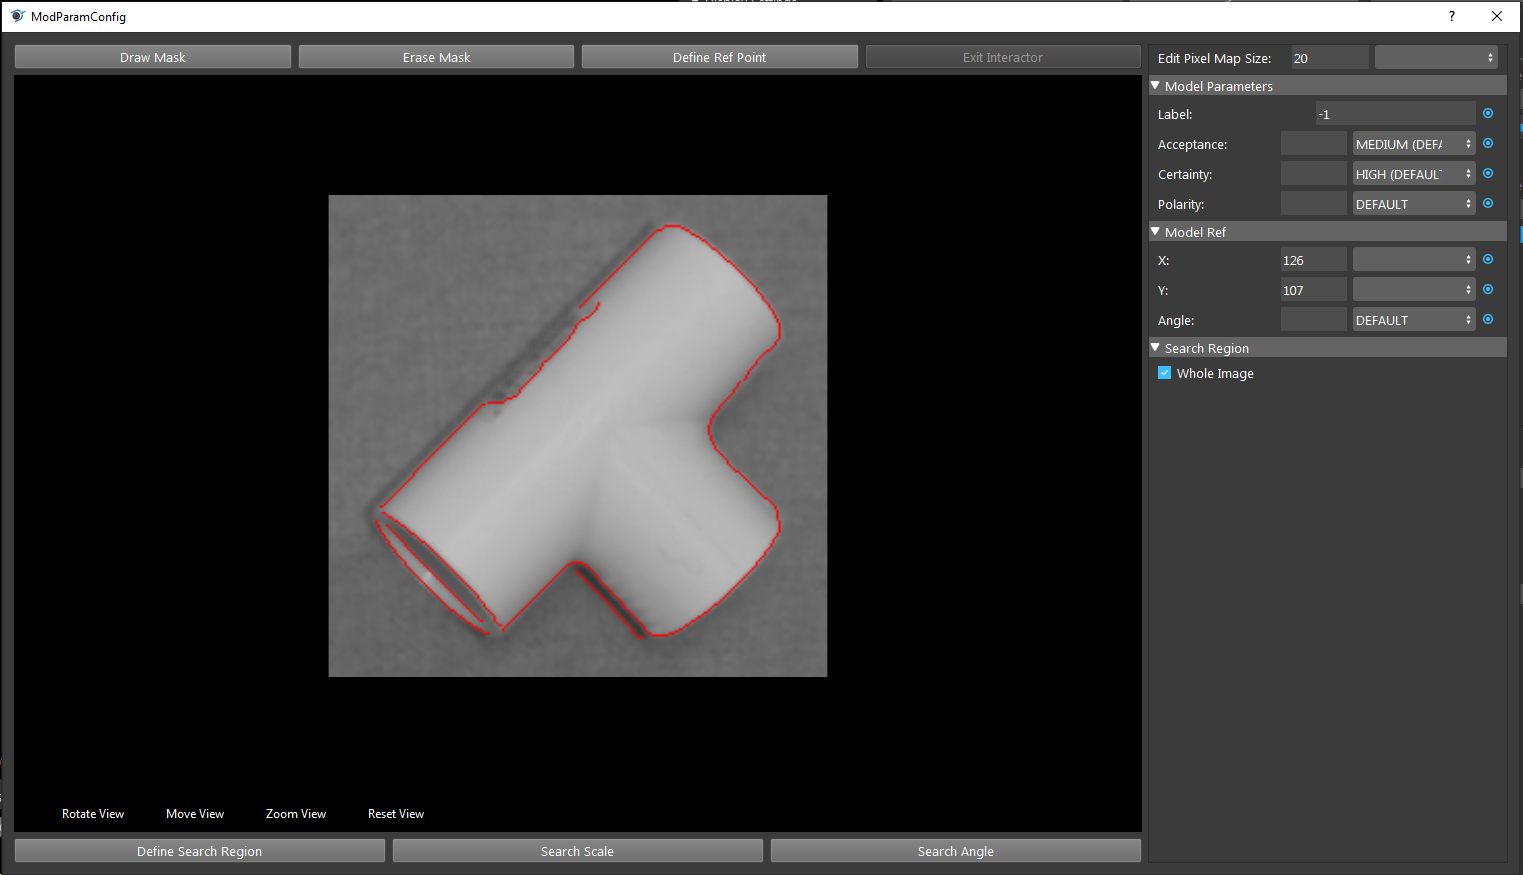 ModParamConfig
?
Draw Mask
Erase Mask
Define Ref Point
Exit Interactor
Edit Pixel Map Size: 20
Model Parameters
Label: -1
Acceptance: MEDIUM (DEFA
Certainty: HIGH (DEFAUL
Polarity: DEFAULT
Model Ref
X: 126
Y: 107
Angle: DEFAULT
Search Region
Whole Image
Rotate View
Move View
Zoom View
Reset View
Define Search Region
Search Scale
Search Angle